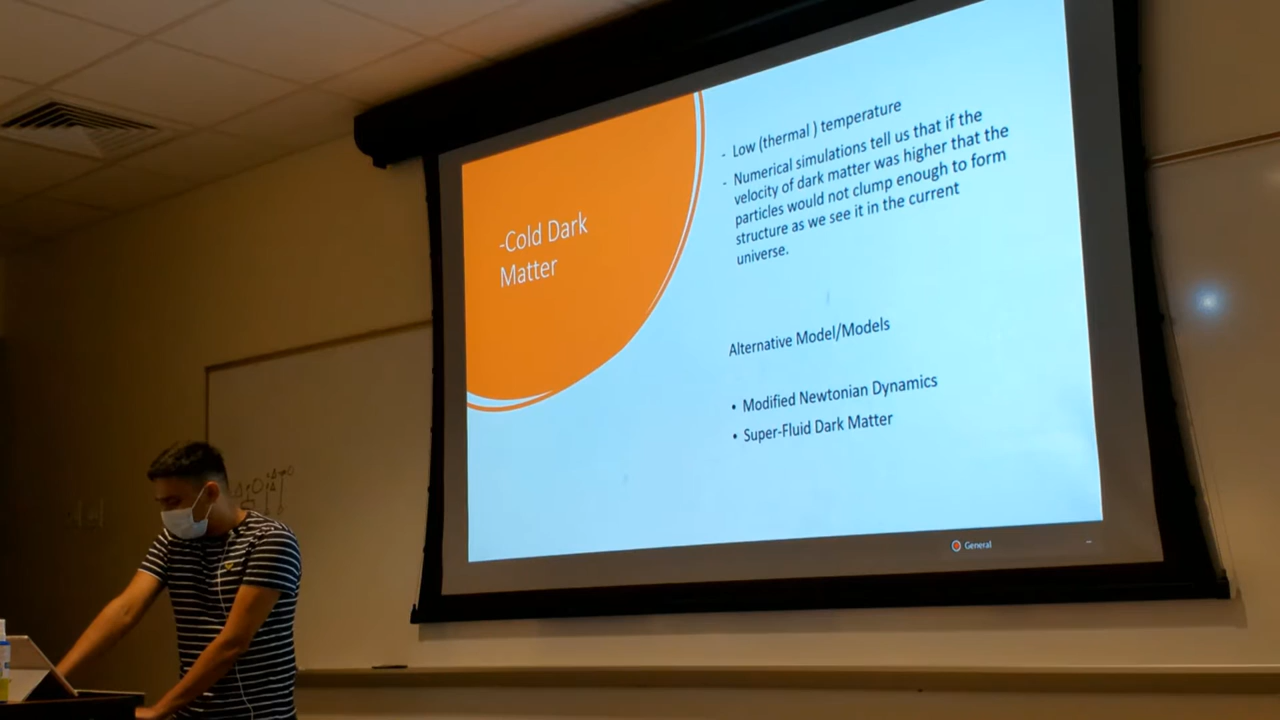 -Cold Dark
Matter
- Low (thermal ) temperature
- Numerical simulations tell us that if the
velocity of dark matter was higher that the
particles would not clump enough to form
structure as we see it in the current
universe.
Alternative Model/Models
• Modified Newtonian Dynamics
• Super-Fluid Dark Matter
General